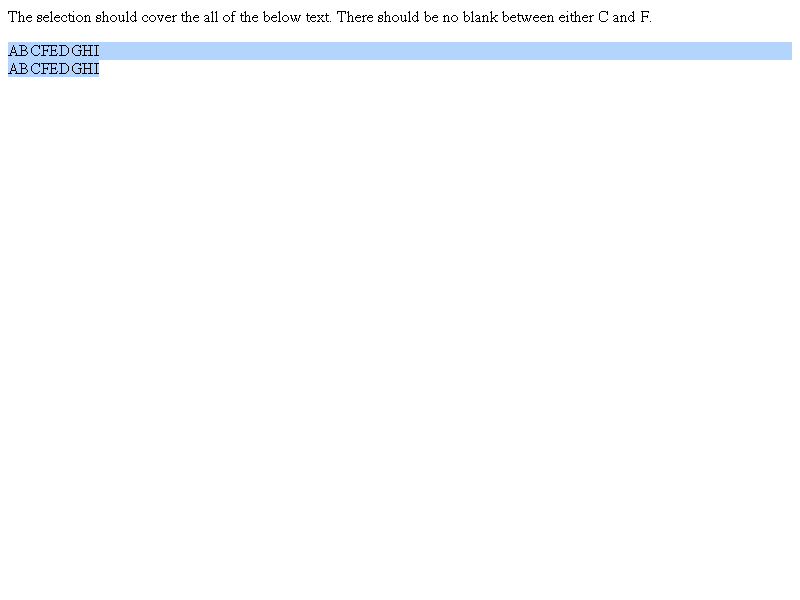 The selection should cover the all of the below text. There should be no blank between either C and F.
ABCFEDGHI
ABCFEDGHI